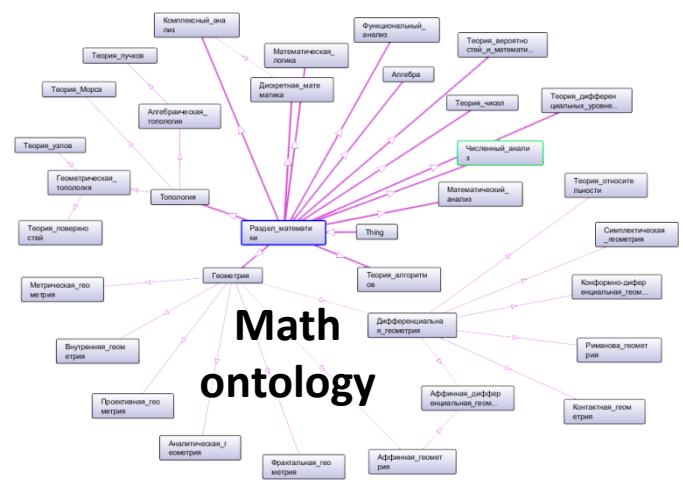 Комплексный_ана
лиз
Функциональный_
анализ
Теория_вероятно
стей_и_математи...
Математическая_
логика
Теория_пучков
Алгебра
Дискретная_мате
матика
Теория_Морса
Теория_чисел
Теория_дифферен
циальных_уровне...
Алгебраическая_
топология
Теория_узлов
Численный_анали
з
Геометрическая_
топология
Теория_относите
льности
Топология
Математический_
анализ
Теория_поверхно
стей
Раздел_математи
ки
Thing
Симплектическая
_геометрия
Геометрия
Теория_алгоритм
ов
Метрическая_гео
метрия
Конформно-дифер
енциальная_геом...
Math
ontology
Дифференциальна
я_геометрия
Внутренняя_геом
етрия
Риманова_геомет
рия
Проективная_гео
метрия
Аффинная_диффер
енциальная_геом...
Контактная_геом
етрия
Аналитическая_г
еометрия
Фрактальная_гео
метрия
Аффинная_геомет
рия